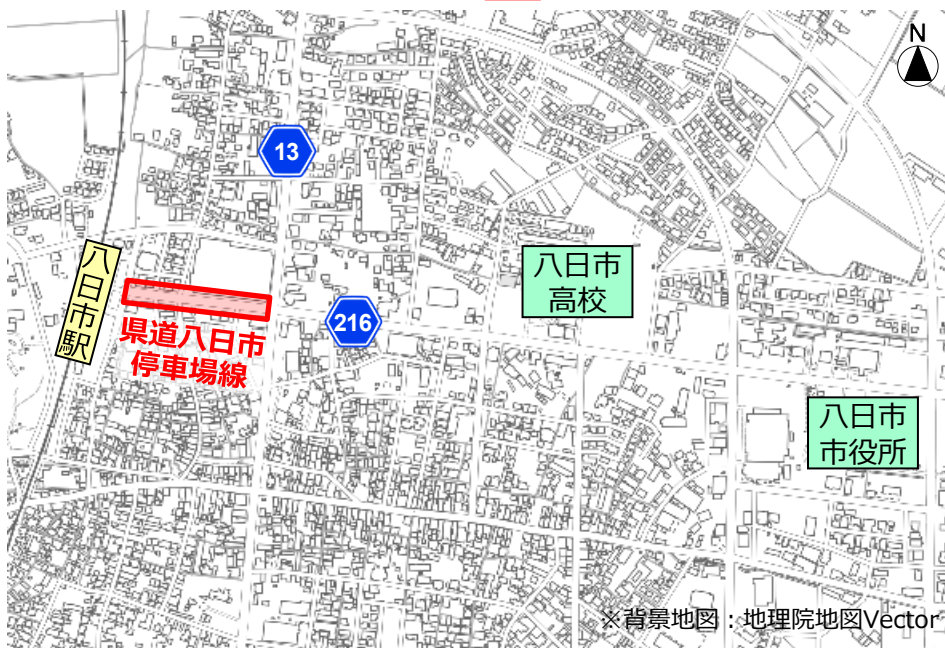 N
13
八日市駅
県道八日市
停車場線
216
八日市
高校
八日市
市役所
※背景地図：地理院地図Vector